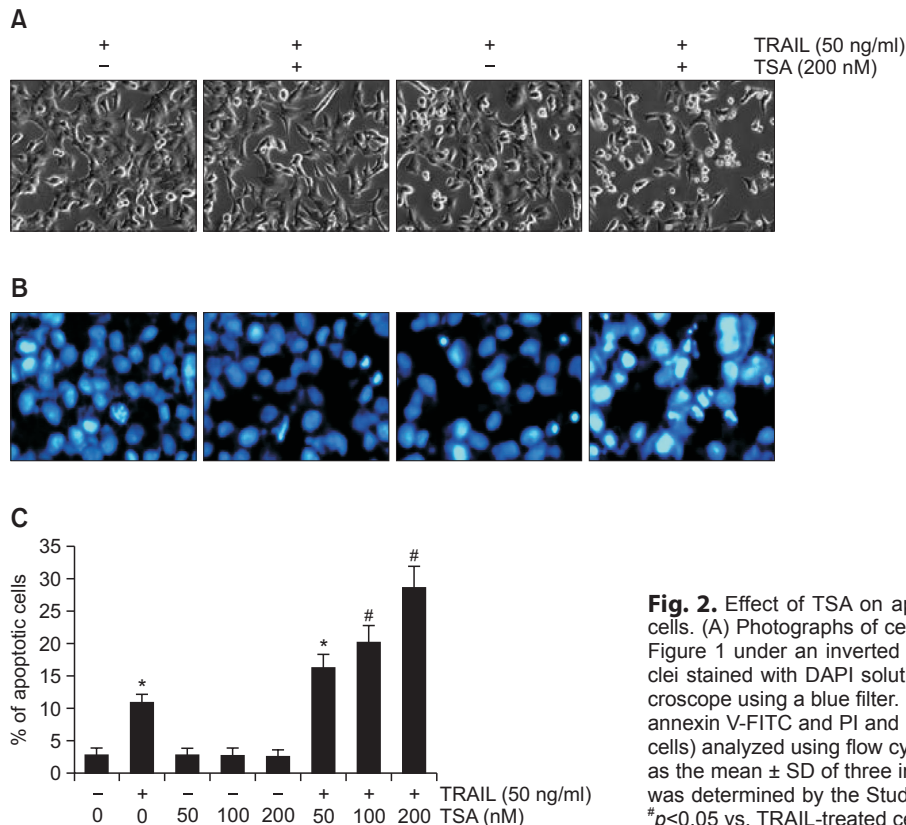 A
+ + + + TRAIL (50 ng/ml)
− + − + TSA (200 nM)
B
C
% of apoptotic cells
35
30
25
20
15
10
5
0
* * # #
− + − − − + + + TRAIL (50 ng/ml)
0 0 50 100 200 50 100 200 TSA (nM)
Fig. 2. Effect of TSA on ap
cells. (A) Photographs of ce
Figure 1 under an inverted
clei stained with DAPI solut
croscope using a blue filter.
annexin V-FITC and PI and
cells) analyzed using flow cy
as the mean ± SD of three in
was determined by the Stud
#p<0.05 vs. TRAIL-treated ce